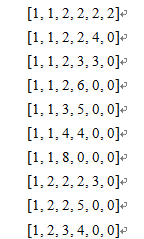 [1, 1, 2, 2, 2, 2]↵
[1, 1, 2, 2, 4, 0]↵
[1, 1, 2, 3, 3, 0]↵
[1, 1, 2, 6, 0, 0]↵
[1, 1, 3, 5, 0, 0]↵
[1, 1, 4, 4, 0, 0]↵
[1, 1, 8, 0, 0, 0]↵
[1, 2, 2, 2, 3, 0]↵
[1, 2, 2, 5, 0, 0]↵
[1, 2, 3, 4, 0, 0]↵